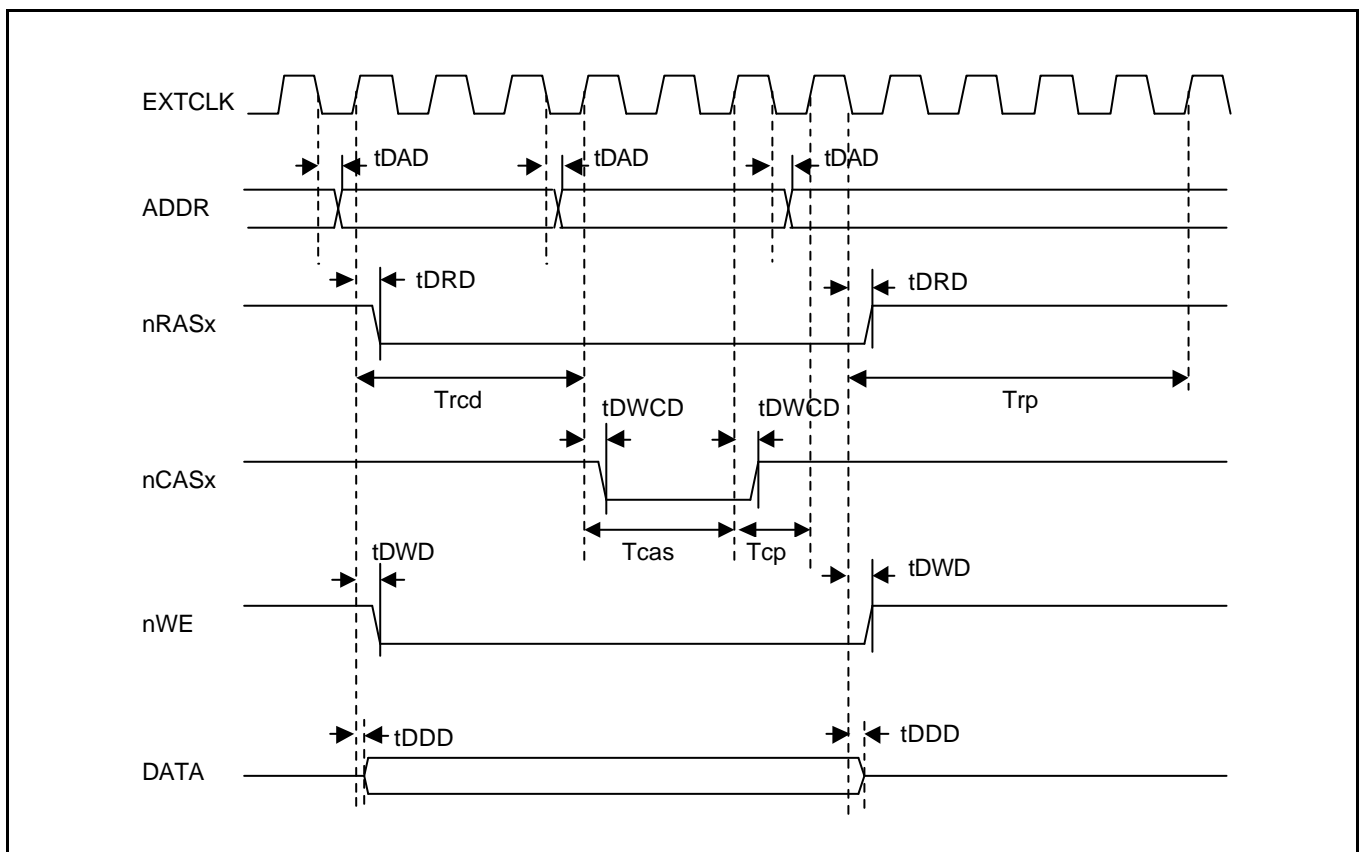 EXTCLK
tDAD tDAD tDAD
ADDR
tDRD tDRD
nRASx
Trcd Trp
tDWCD tDWCD
nCASx
Tcas Tcp
tDWD tDWD
nWE
tDDD tDDD
DATA